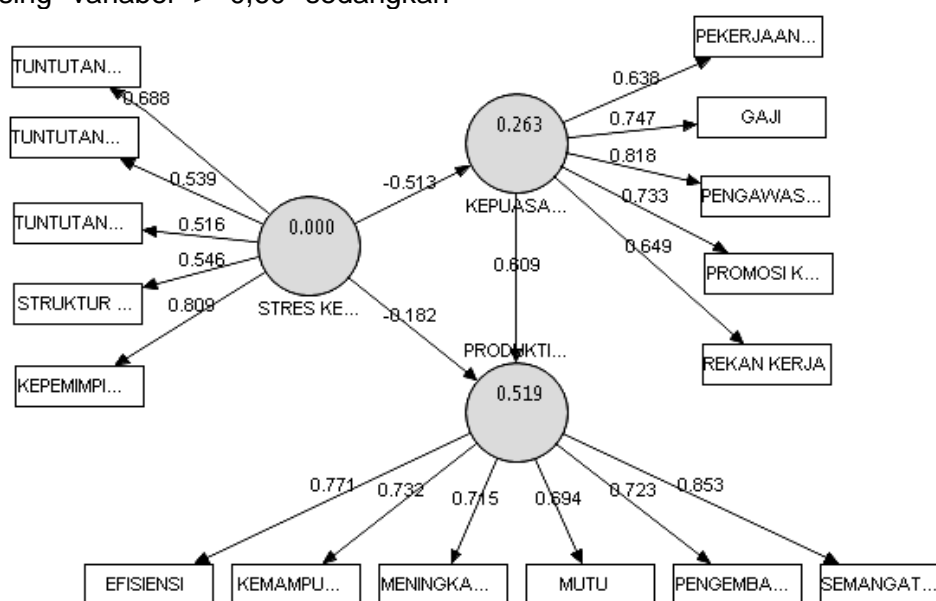 sing variabel > 0,50 sedangkan
TUNTUTAN...
0.688
TUNTUTAN...
0.539
TUNTUTAN...
0.516
STRUKTUR ...
0.546
KEPEMIMPI...
0.809
0.000
STRES KE...
-0.513
-0.182
0.263
KEPUASA...
0.609
PEKERJAAN...
0.638
GAJI
0.747
PENGAWAS...
0.818
PROMOSI K...
0.733
REKAN KERJA
0.649
PRODUKTI...
0.519
0.771
0.732
0.715
0.694
0.723
0.853
EFISIENSI
KEMAMPU...
MENINGKA...
MUTU
PENGEMBA...
SEMANGAT...